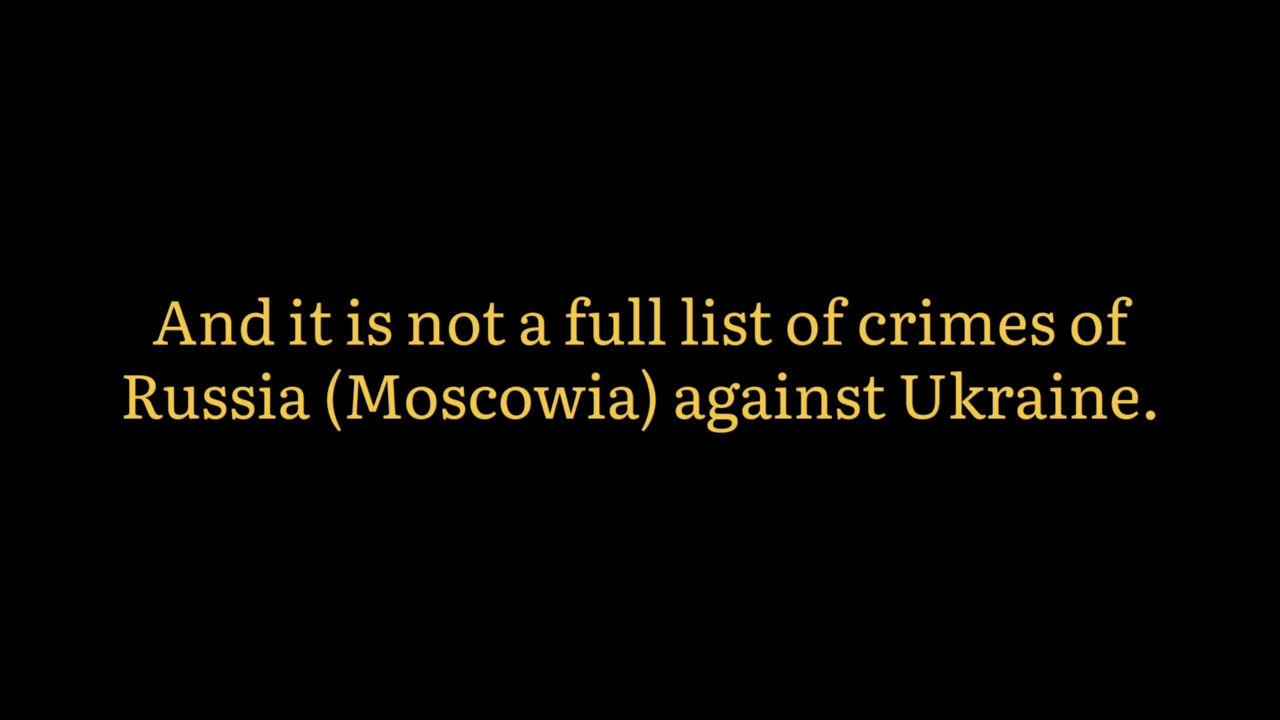 And it is not a full list of crimes of
Russia (Moscowia) against Ukraine.